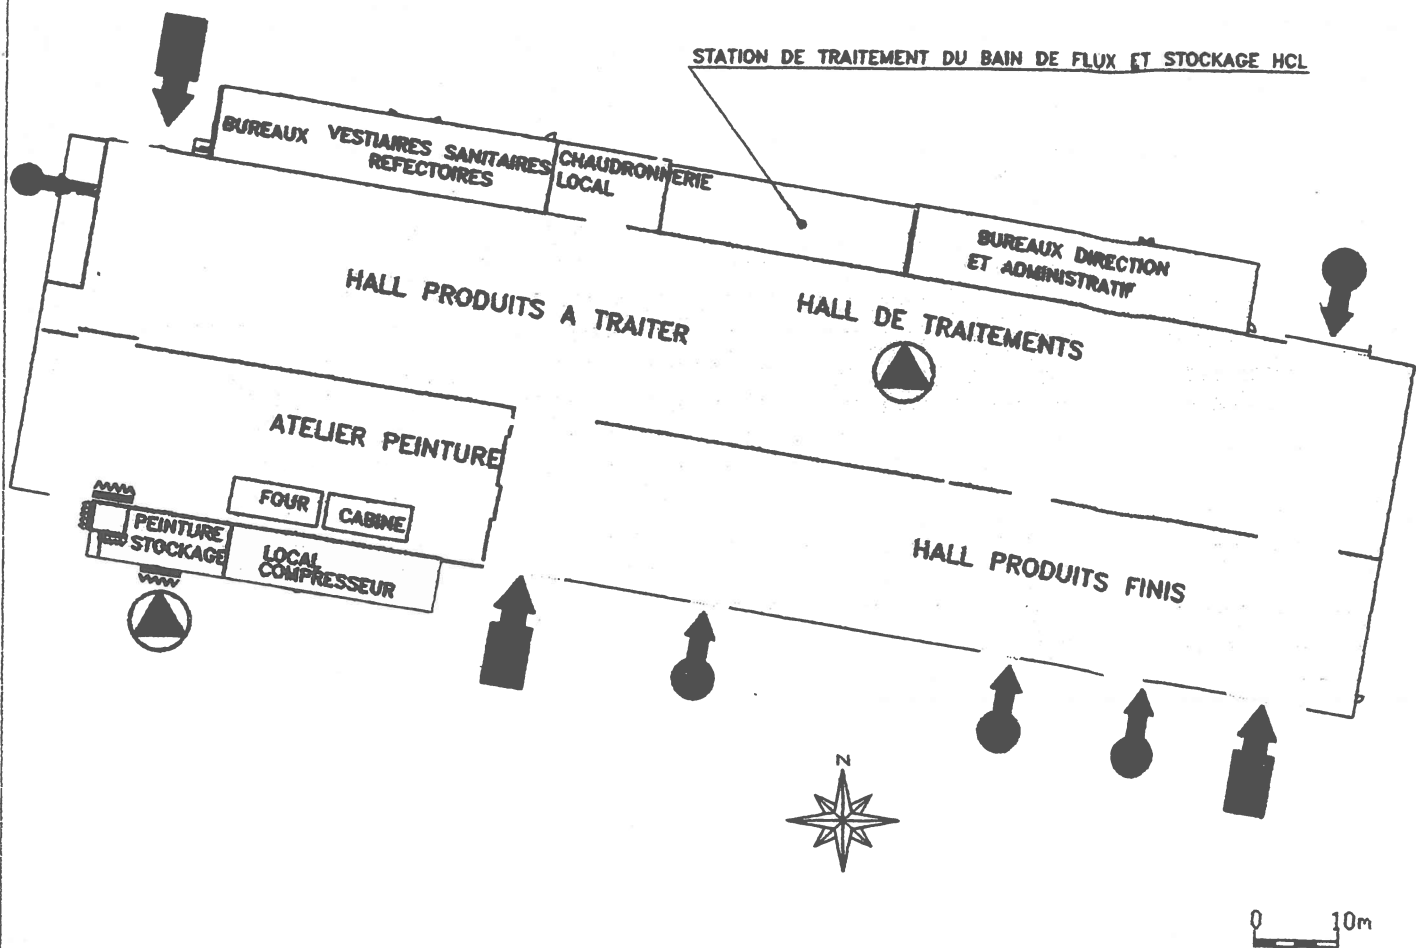 STATION DE TRAITEMENT DU BAIN DE FLUX ET STOCKAGE HCL
BUREAUX
VESTIAIRES SANITAIRES
REFECTOIRES
CHAUDRONNERIE
LOCAL
BUREAUX DIRECTION
ET ADMINISTRATIF
HALL PRODUITS A TRAITER
HALL DE TRAITEMENTS
ATELIER PEINTURE
FOUR
CABINE
PEINTURE
STOCKAGE
LOCAL
COMPRESSEUR
HALL PRODUITS FINIS
N
0 10m